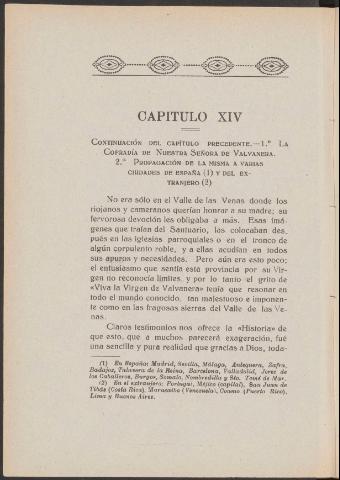 CAPITULO XIV
CONTINUACIÓN DEL CAPÍTULO PRECEDENTE.—1.º LA
COFRADÍA DE NUESTRA SEÑORA DE VALVANERA.
2.º PROPAGACIÓN DE LA MISMA A VARIAS
CIUDADES DE ESPAÑA (1) Y DEL EX-
TRANJERO (2)
No era sólo en el Valle de las Venas donde los
riojanos y cameranos querían honrar a su madre; su
fervorosa devoción les obligaba a más. Esas imá-
genes que traían del Santuario, los colocaban des-
pués en las iglesias parroquiales o en el tronco de
algún corpulento roble, y a ellas acudían en todos
sus apuros y necesidades. Pero aún era esto poco;
el entusiasmo que sentía está provincia por su Vir-
gen no reconocía límites, y por lo tanto el grito de
«Viva la Virgen de Valvanera» tenía que resonar en
todo el mundo conocido, tan majestuoso e imponen-
te como en las fragosas sierras del Valle de las Ve-
nas.
Claros testimonios nos ofrece la «Historia» de
que esto, que a muchos parecerá exageración, fué
una sencilla y pura realidad que gracias a Dios, toda-
(1) En España: Madrid, Sevilla, Málaga, Antequera, Zafra,
Badajoz, Talavera de la Reina, Barcelona, Valladolid, Jerez de
los Caballeros, Burgos, Somalo, Nombredilla y Sta. Tomé de Mar.
(2) En el extranjero: Portugal, Méjico (capital), San Juan de
Tibás (Costa Rica), Maracaibo (Venezuela), Coamo (Puerto Rico),
Lima y Buenos Aires.